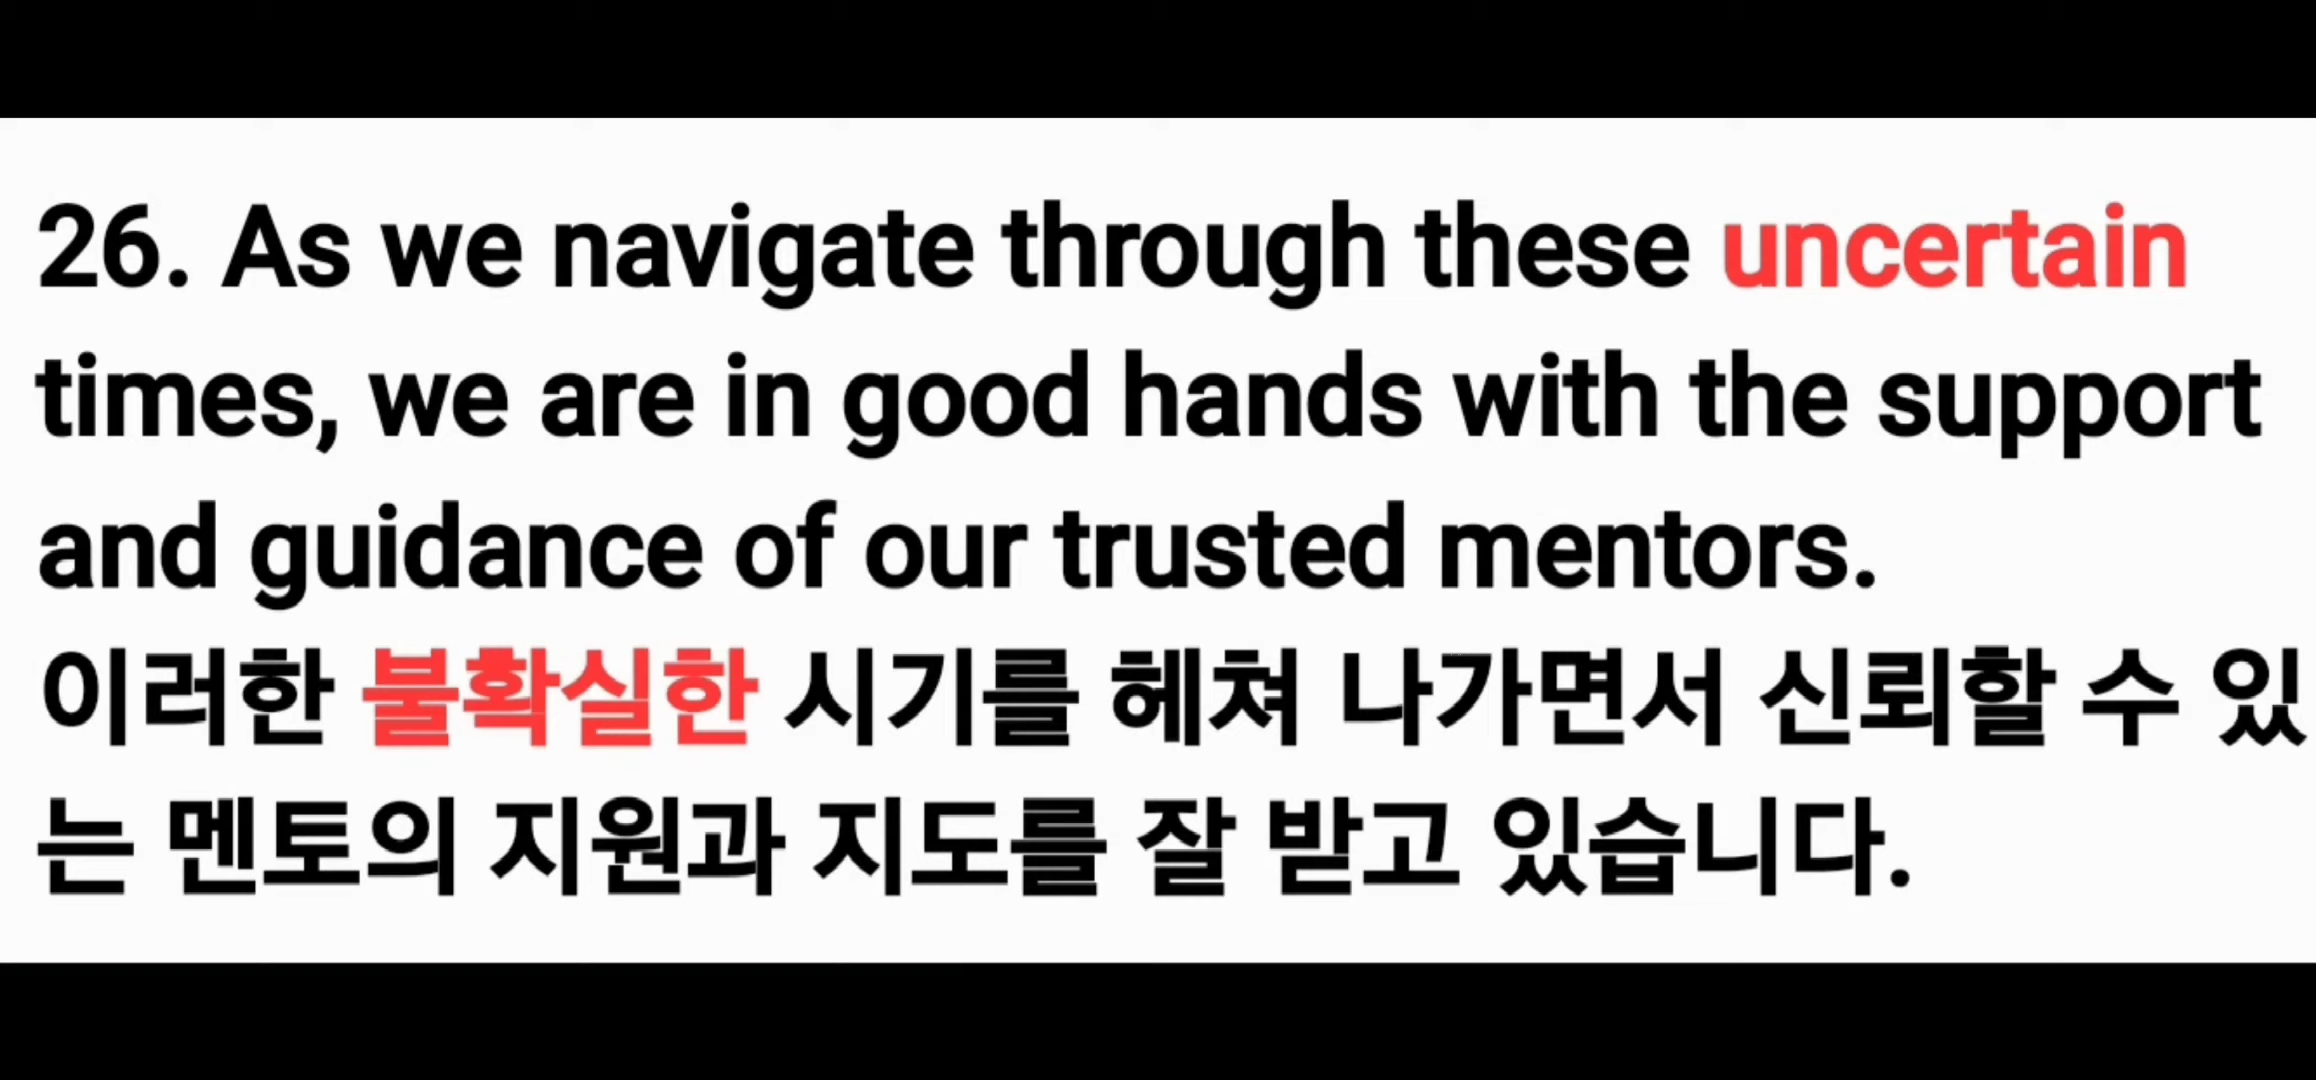 26. As we navigate through these uncertain
times, we are in good hands with the support
and guidance of our trusted mentors.
이러한 불확실한 시기를 헤쳐 나가면서 신뢰할 수 있
는 멘토의 지원과 지도를 잘 받고 있습니다.